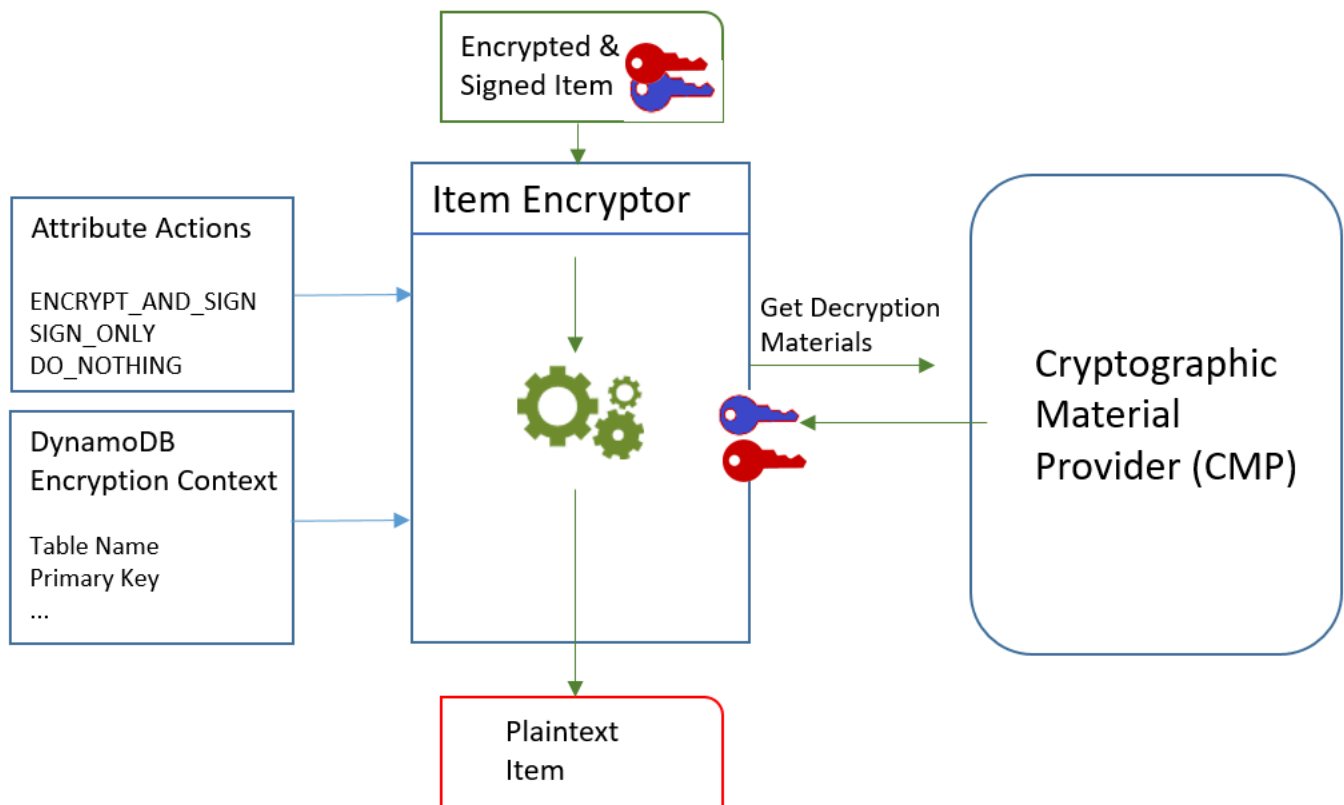 Encrypted &
Signed Item
Item Encryptor
Attribute Actions
ENCRYPT_AND_SIGN
SIGN_ONLY
DO_NOTHING
Get Decryption
Materials
Cryptographic
Material
Provider (CMP)
DynamoDB
Encryption Context
Table Name
Primary Key
...
Plaintext
Item